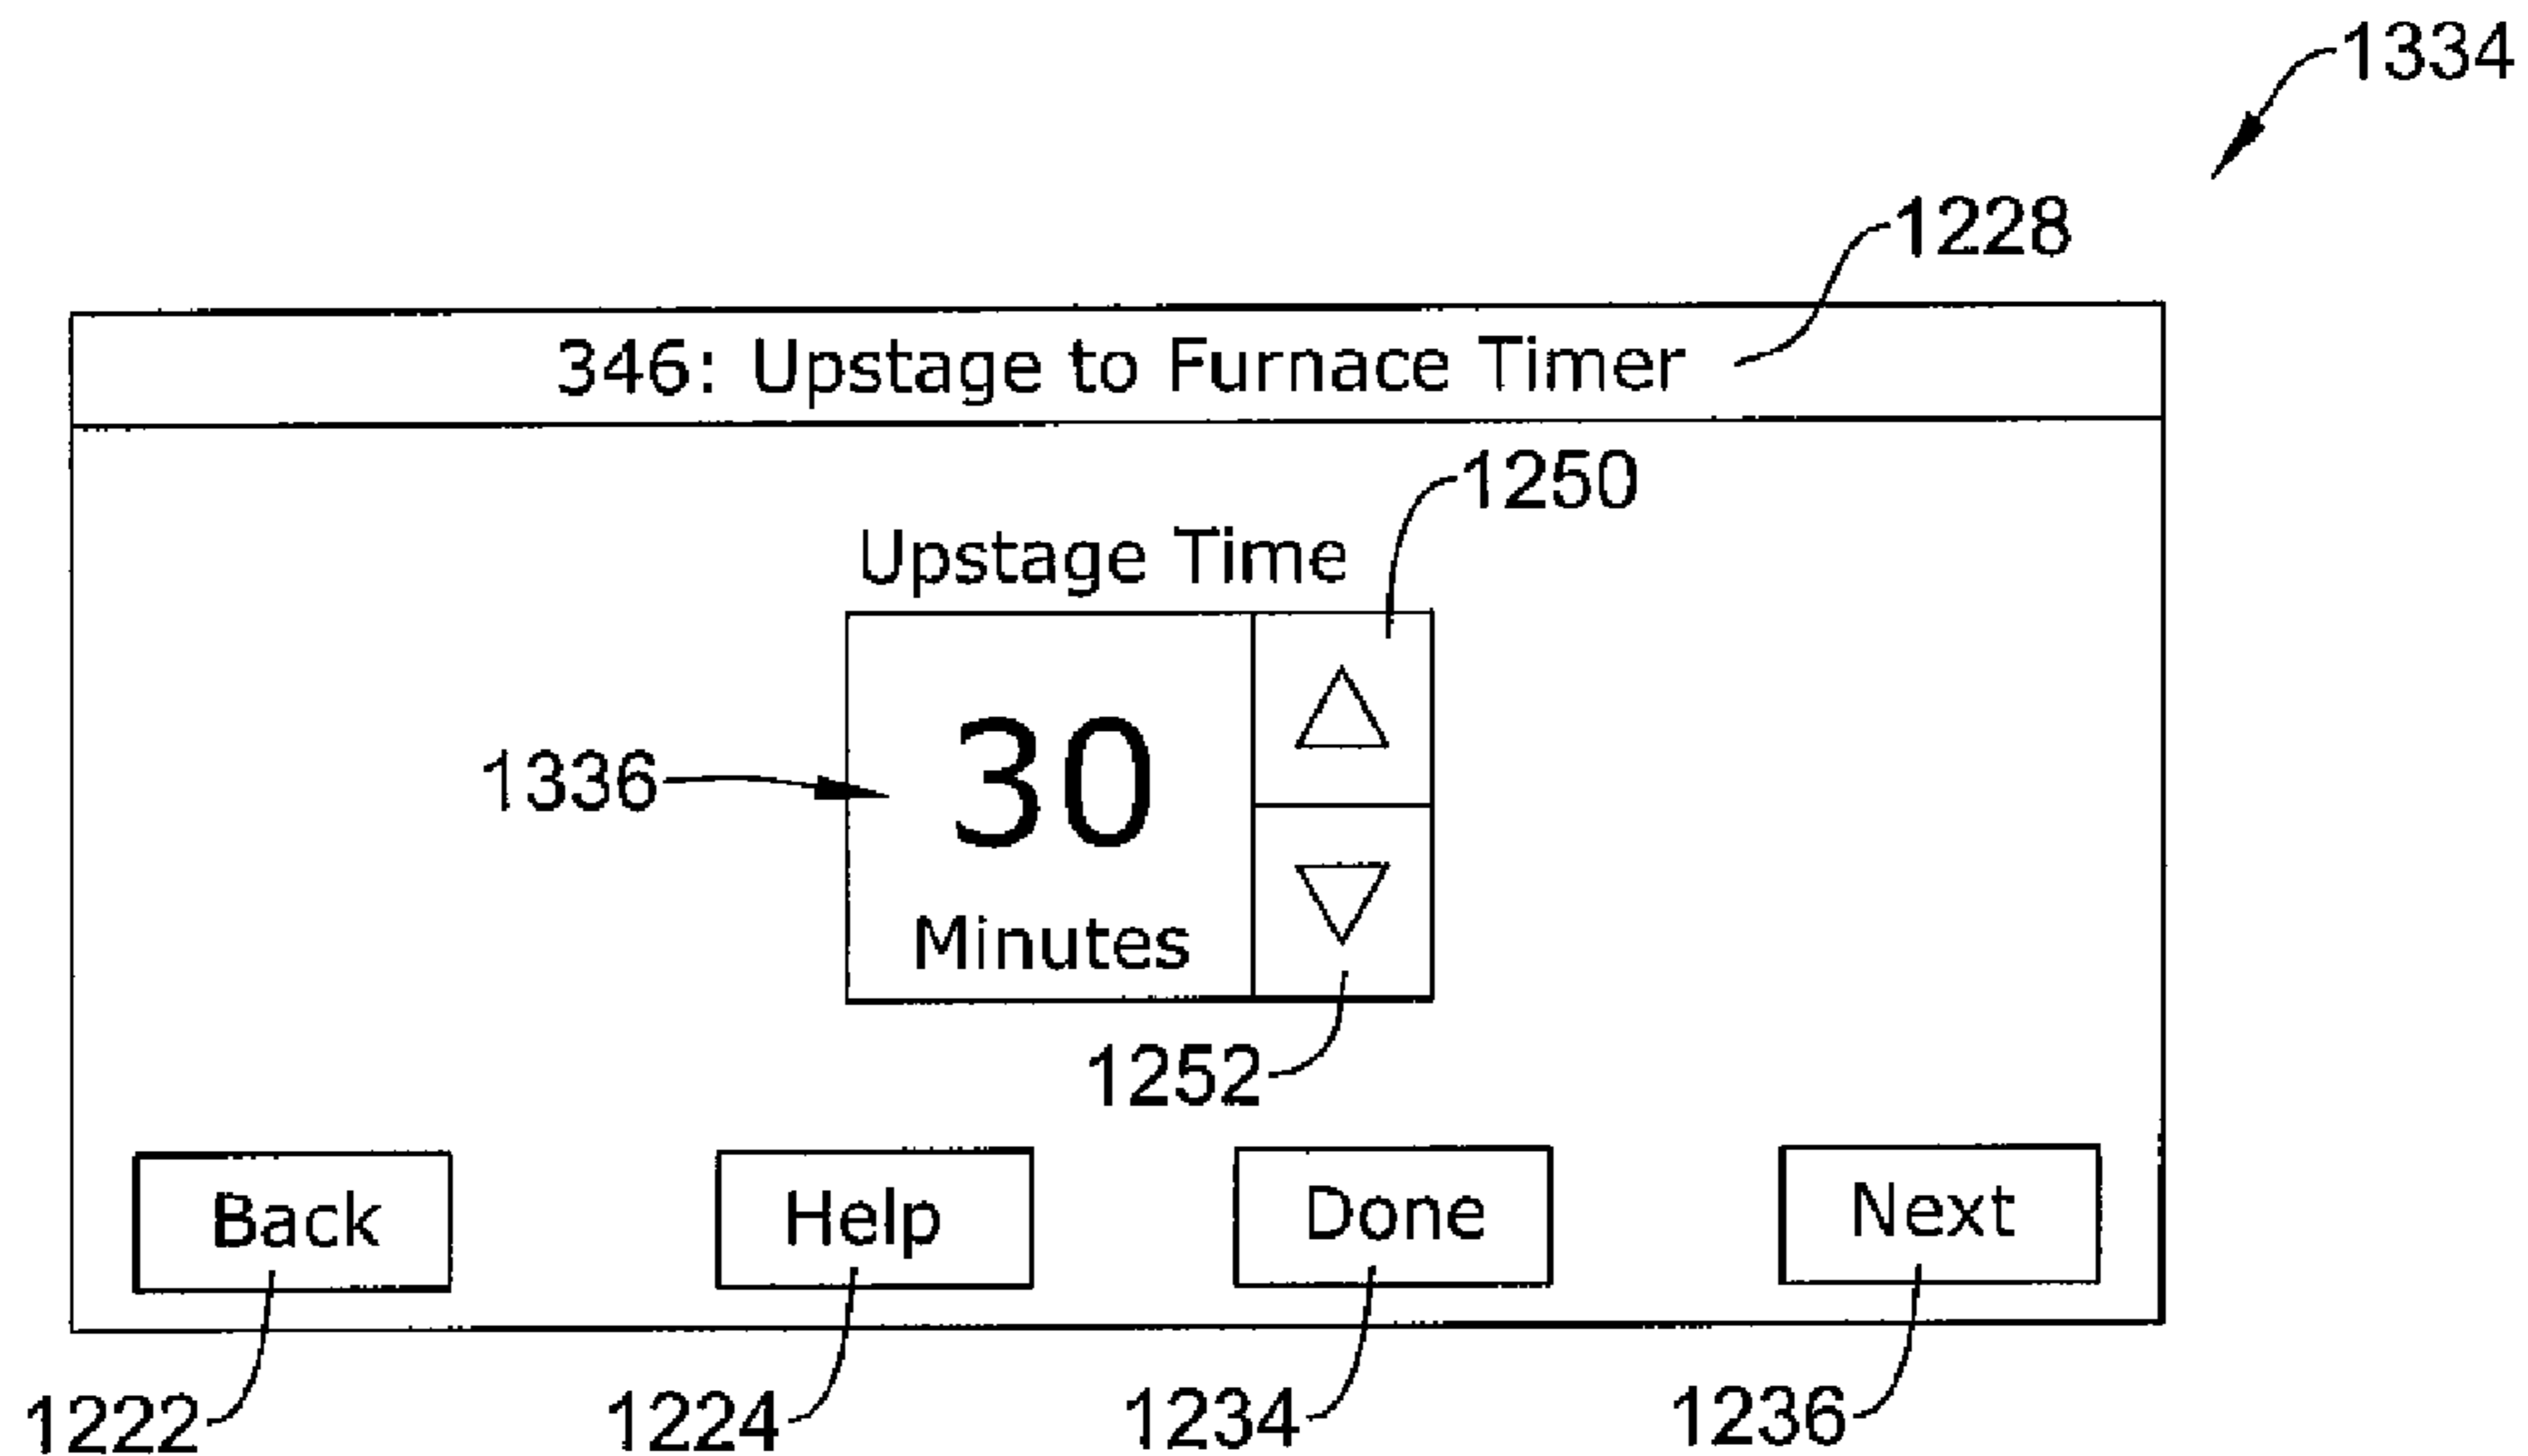 1334
1228
346: Upstage to Furnace Timer
1250
Upstage Time
1336
30
Minutes
1252
Back
Help
Done
Next
1222
1224
1234
1236